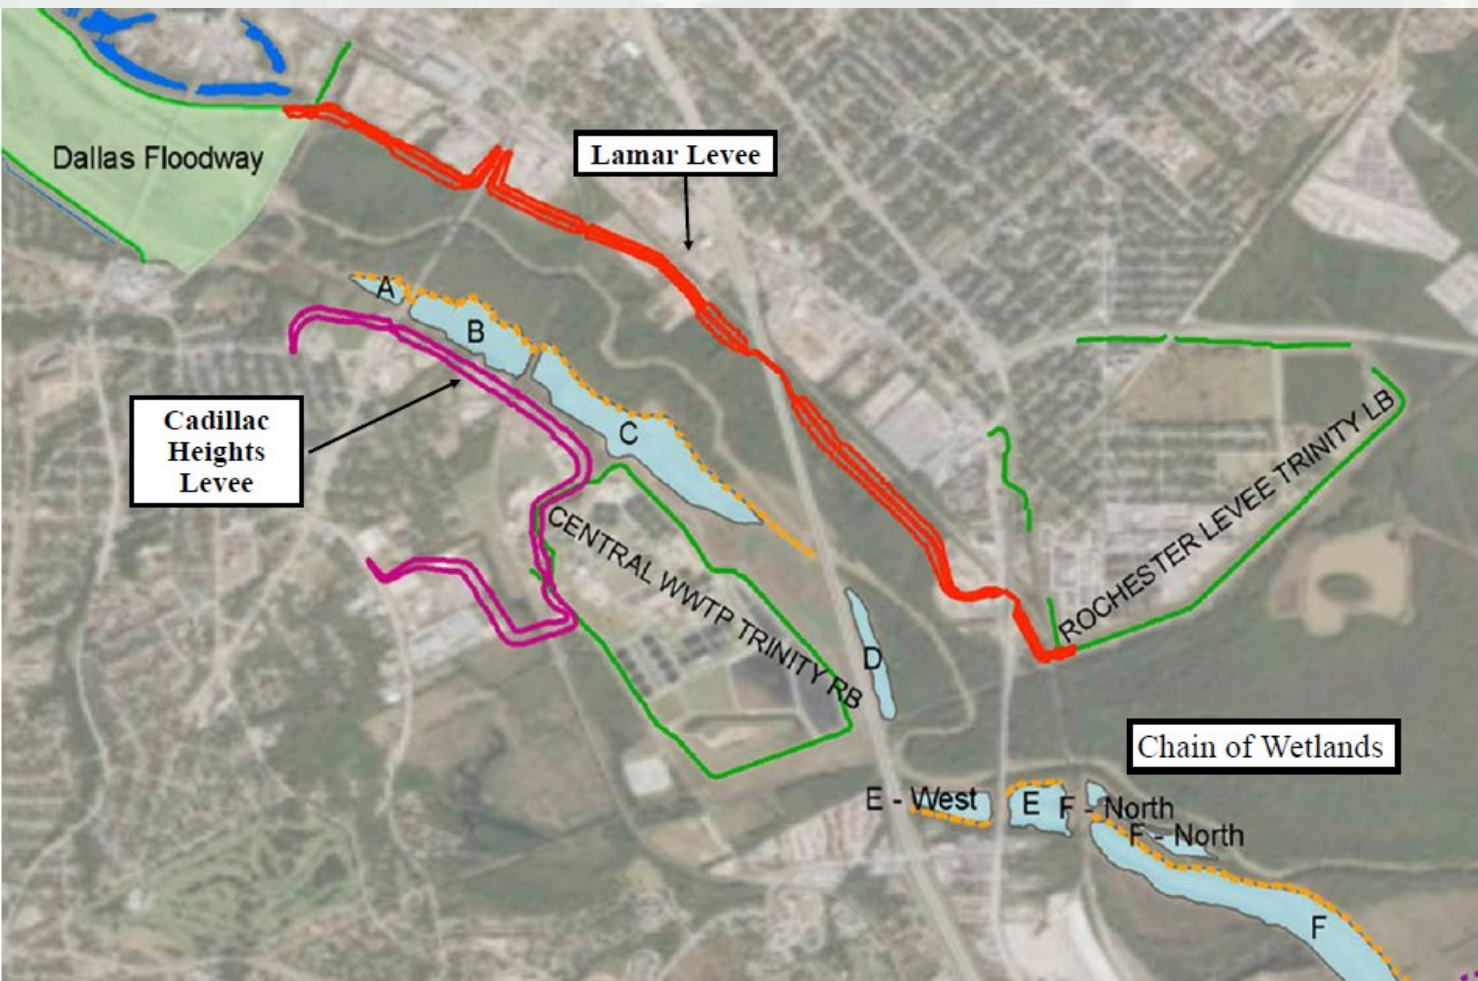 Dallas Floodway
Lamar Levee
A
B
Cadillac
Heights
Levee
C
ROCHESTER LEVEE TRINITY LB
CENTRAL WWTP TRINITY RB
D
Chain of Wetlands
E - West
E
F - North
F - North
F